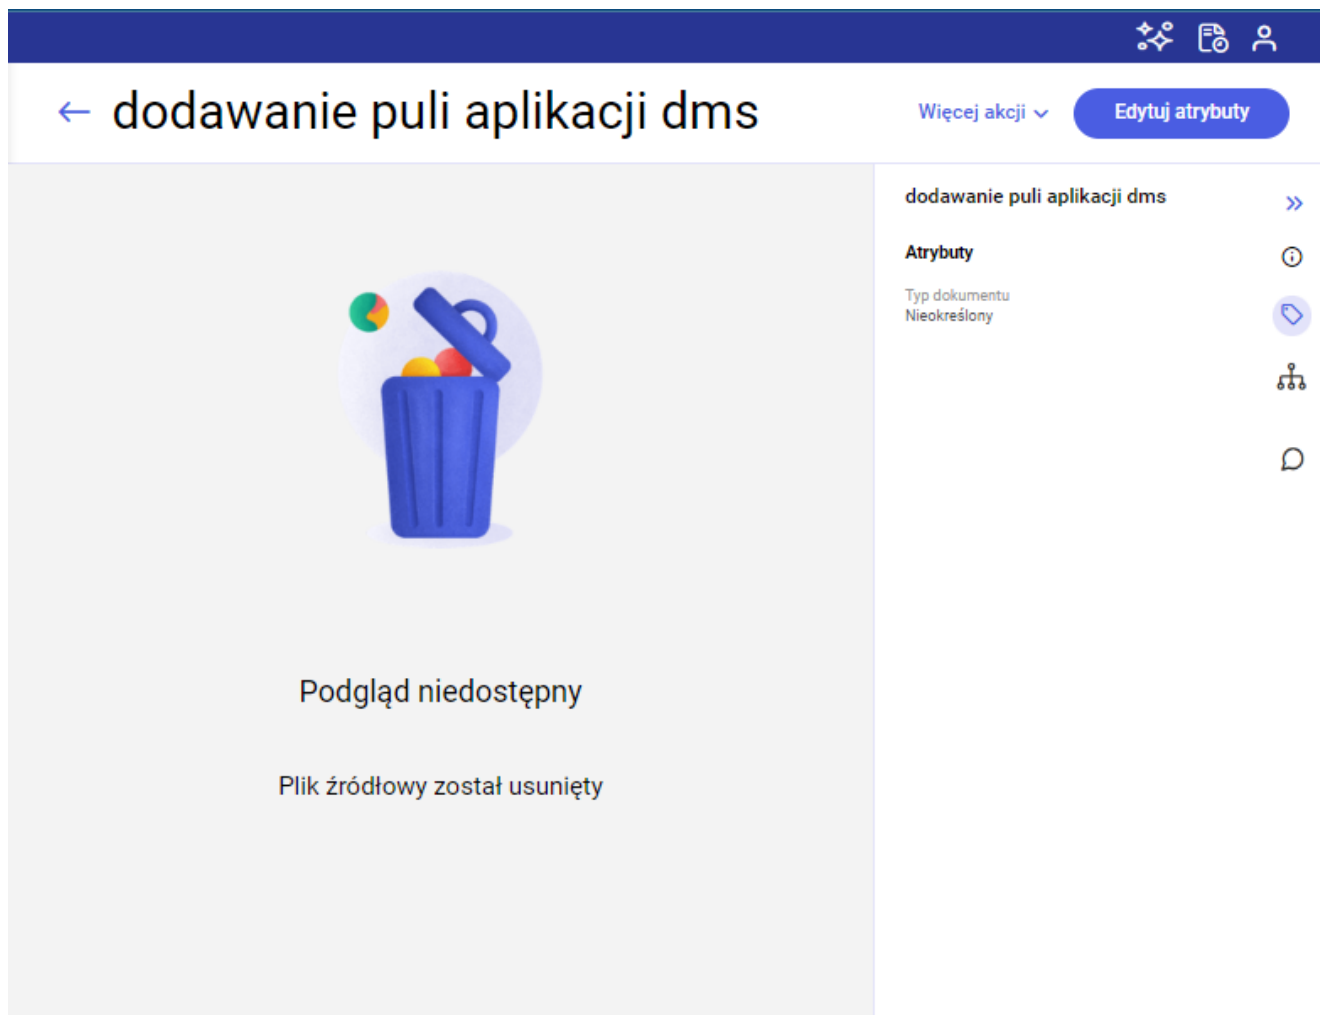 dodawanie puli aplikacji dms
Więcej akcji
Edytuj atrybuty
dodawanie puli aplikacji dms
Atrybuty
Typ dokumentu
Nieokreślony
Podgląd niedostępny
Plik źródłowy został usunięty